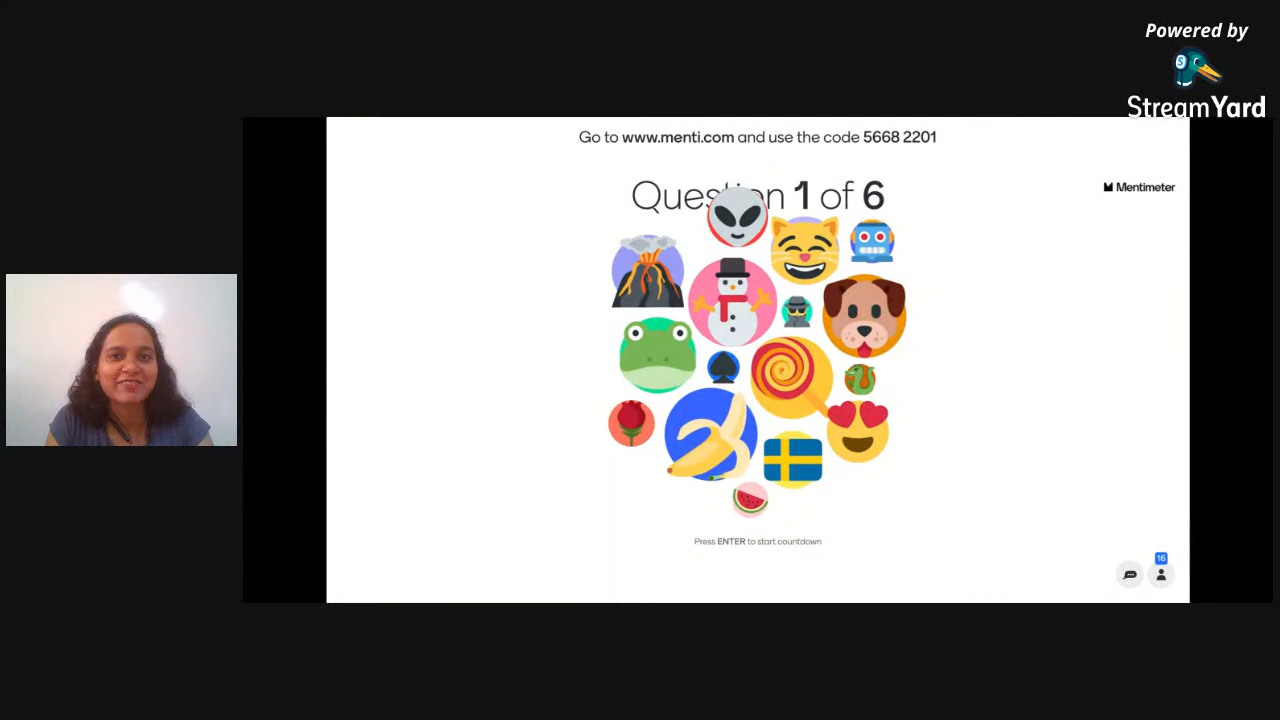 Powered by
StreamYard
Go to www.menti.com and use the code 5668 2201
Mentimeter
Question 1 of 6
Press ENTER to start countdown
16